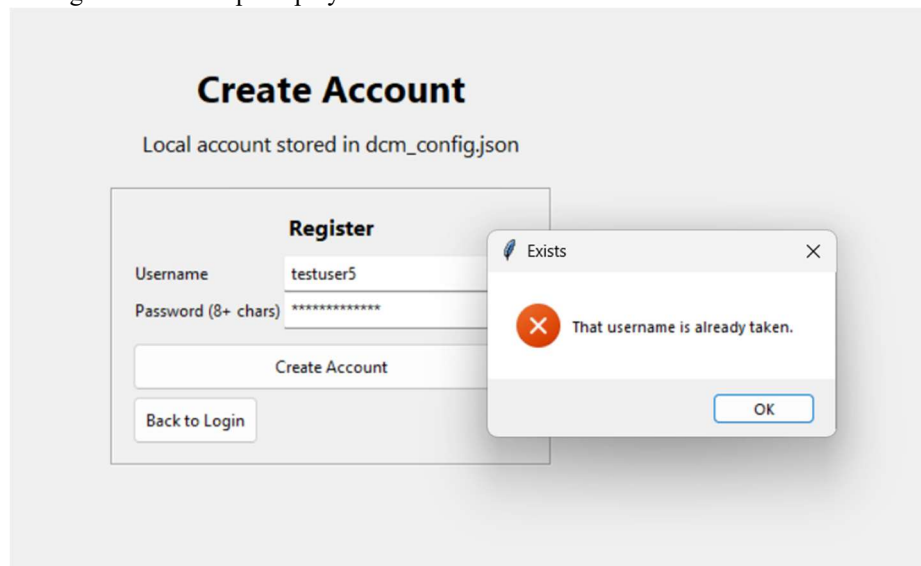 Create Account
Local account stored in dcm_config.json
Register
Username testuser5
Password (8+ chars) *************
Create Account
Back to Login
Exists
That username is already taken.
OK